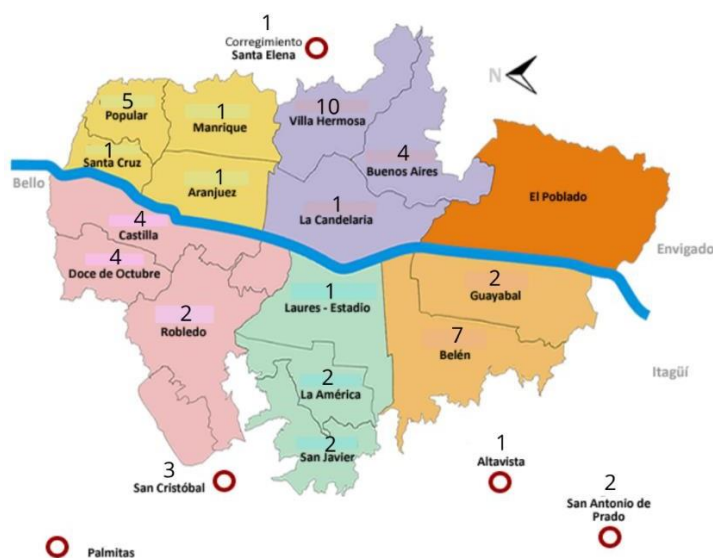 1
Corregimiento
Santa Elena
N
5
Popular
1
Manrique
10
Villa Hermosa
1
Santa Cruz
4
Buenos Aires
1
Aranjuez
Bello
1
La Candelaria
El Poblado
4
Castilla
Envigado
4
Doce de Octubre
2
Guayabal
1
Laures - Estadio
2
Robledo
7
Belén
Itagüí
2
La América
2
San Javier
3
San Cristóbal
1
Altavista
2
San Antonio de
Prado
Palmitas